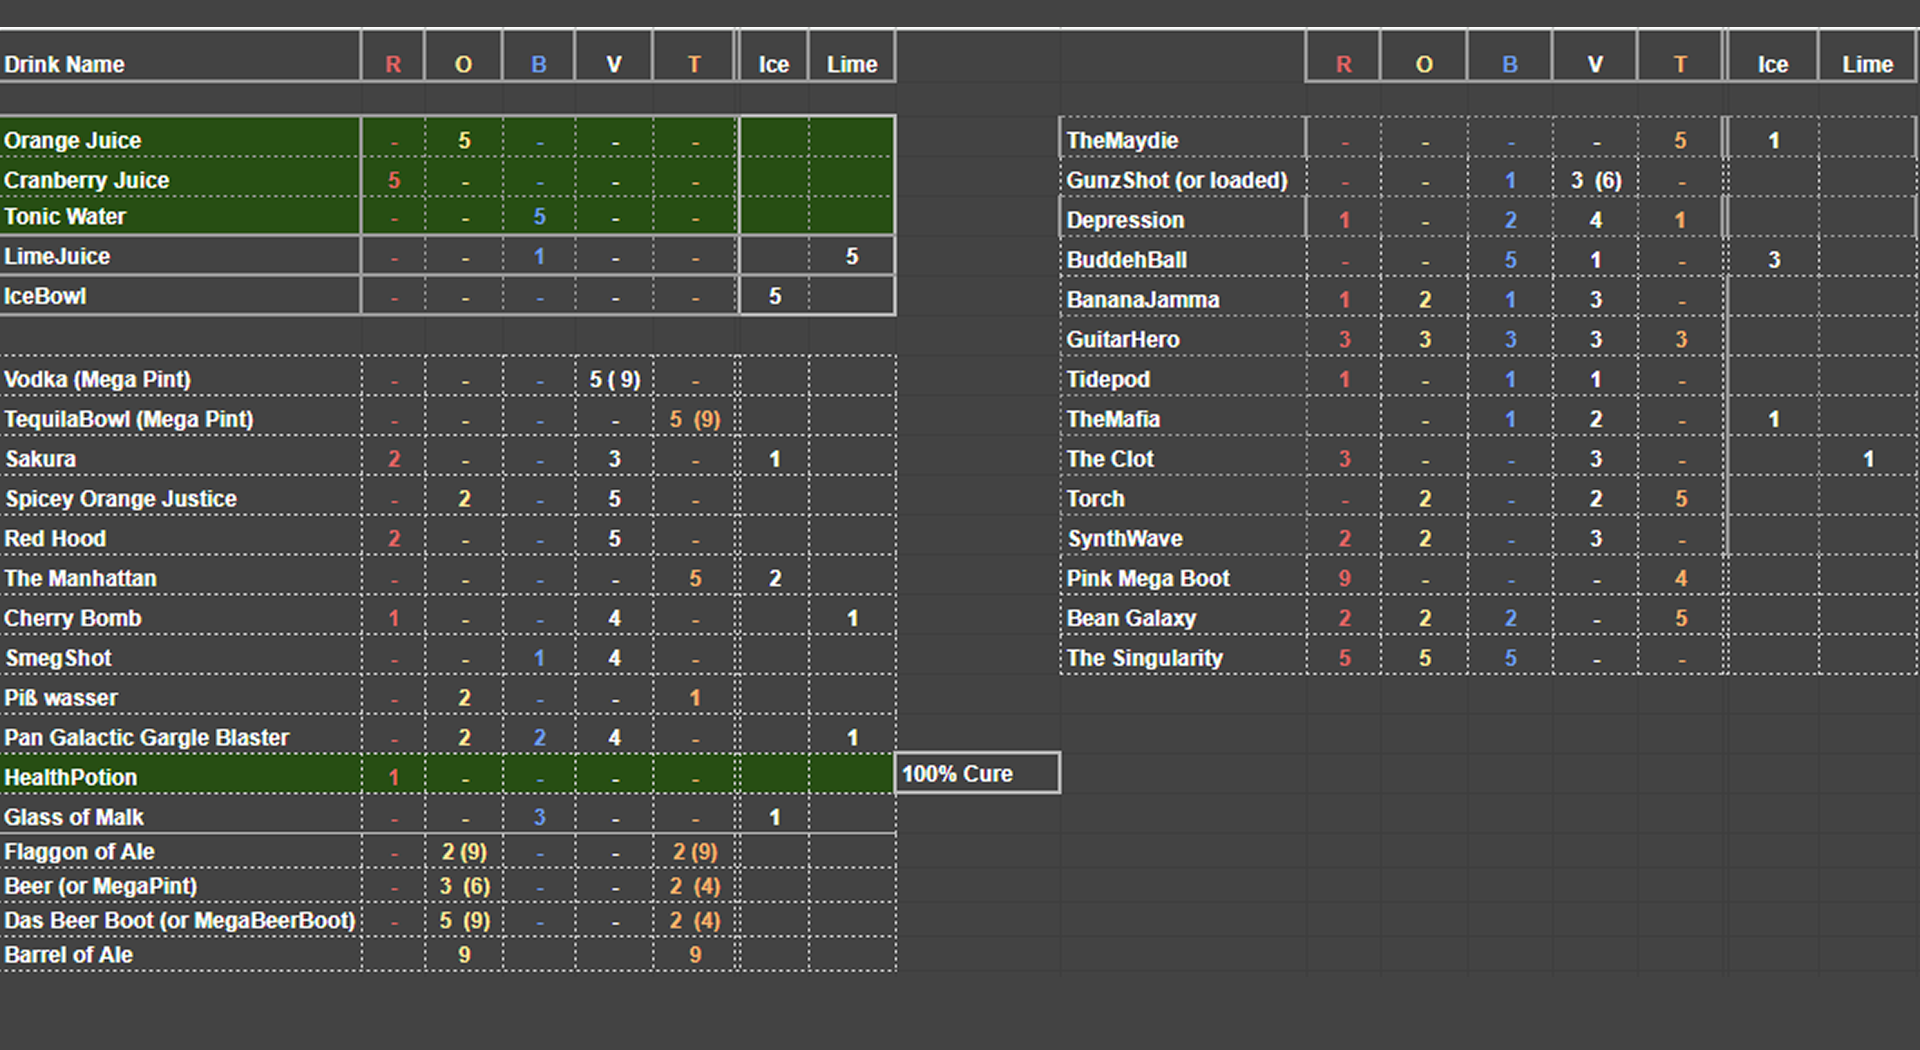 Drink Name R O B V T Ice Lime
Orange Juice - 5 - - -
Cranberry Juice 5 - - - -
Tonic Water - - 5 - -
LimeJuice - - 1 - - 5
IceBowl - - - - - 5
Vodka (Mega Pint) - - - 5 ( 9) -
TequilaBowl (Mega Pint) - - - - 5 (9)
Sakura 2 - - 3 - 1
Spicey Orange Justice - 2 - 5 -
Red Hood 2 - - 5 -
The Manhattan - - - - 5 2
Cherry Bomb 1 - - 4 - 1
SmegShot - - 1 4 -
Piß wasser - 2 - - 1
Pan Galactic Gargle Blaster - 2 2 4 - 1
HealthPotion 1 - - - - 100% Cure
Glass of Malk - - 3 - - 1
Flaggon of Ale - 2 (9) - - 2 (9)
Beer (or MegaPint) - 3 (6) - - 2 (4)
Das Beer Boot (or MegaBeerBoot) - 5 (9) - - 2 (4)
Barrel of Ale 9 9
R O B V T Ice Lime
TheMaydie - - - - 5 1
GunzShot (or loaded) - - 1 3 (6) -
Depression 1 - 2 4 1
BuddehBall - - 5 1 - 3
BananaJamma 1 2 1 3 -
GuitarHero 3 3 3 3 3
Tidepod 1 - 1 1 -
TheMafia - 1 2 - 1
The Clot 3 - - 3 - 1
Torch - 2 - 2 5
SynthWave 2 2 - 3 -
Pink Mega Boot 9 - - - 4
Bean Galaxy 2 2 2 - 5
The Singularity 5 5 5 - -